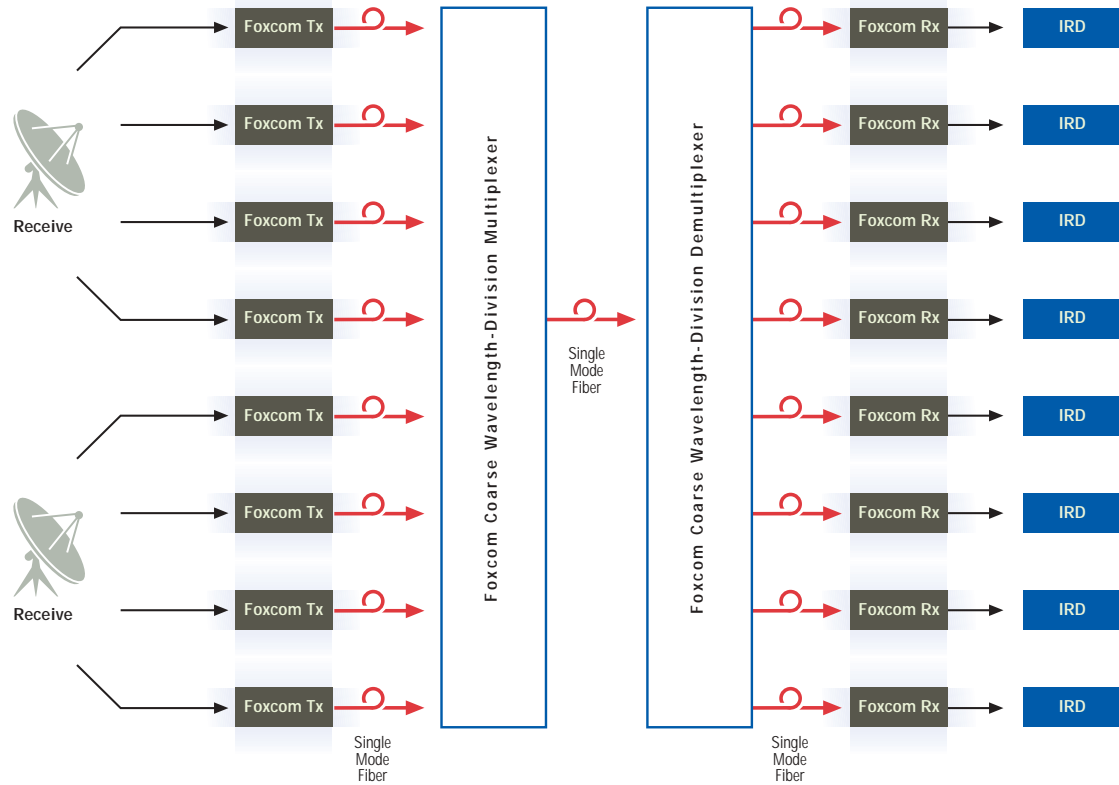 Foxcom Tx
Foxcom Rx
IRD
Foxcom Tx
Foxcom Rx
IRD
Receive
Foxcom Tx
Foxcom Rx
IRD
Foxcom Tx
Foxcom Rx
IRD
Foxcom Coarse Wavelength-Division Multiplexer
Single
Mode
Fiber
Foxcom Coarse Wavelength-Division Demultiplexer
Foxcom Tx
Foxcom Rx
IRD
Foxcom Tx
Foxcom Rx
IRD
Receive
Foxcom Tx
Foxcom Rx
IRD
Foxcom Tx
Foxcom Rx
IRD
Single
Mode
Fiber
Single
Mode
Fiber